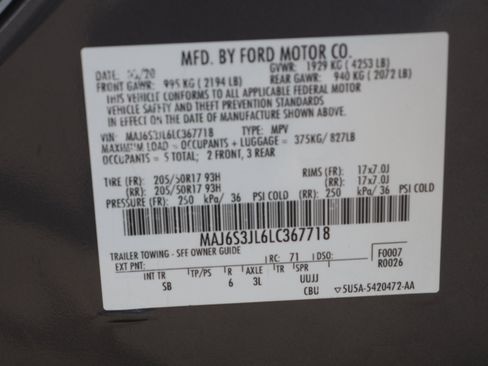 MFD. BY FORD MOTOR CO.
DATE: /20 GVWR: 1929 KG ( 4253 LB)
FRONT GAWR: 995 KG ( 2194 LB) REAR GAWR: 940 KG ( 2072 LB)
THIS VEHICLE CONFORMS TO ALL APPLICABLE FEDERAL MOTOR
VEHICLE SAFETY AND BUMPER AND THEFT PREVENTION STANDARDS
IN EFFECT ON THE DATE OF MANUFACTURE SHOWN ABOVE.
VIN: MAJ6S3JL6LC367718 TYPE: MPV
MAXIMUM LOAD = OCCUPANTS + LUGGAGE = 375KG/ 827LB
OCCUPANTS = 5 TOTAL; 2 FRONT, 3 REAR
TIRE (FR): 205/50R17 93H RIMS (FR): 17x7.0J
(RR): 205/50R17 93H (RR): 17x7.0J
PRESSURE (FR): 250 kPa/ 36 PSI COLD (RR) 250 kPa/ 36 PSI COLD
MAJ6S3JL6LC367718
TRAILER TOWING - SEE OWNER GUIDE
EXT PNT: RC: 71 DSO: F0007
R0026
INT TR TP/PS R AXLE TR SPR
SB 6 3L UUJJ
CBU ▽5U5A-5420472-AA